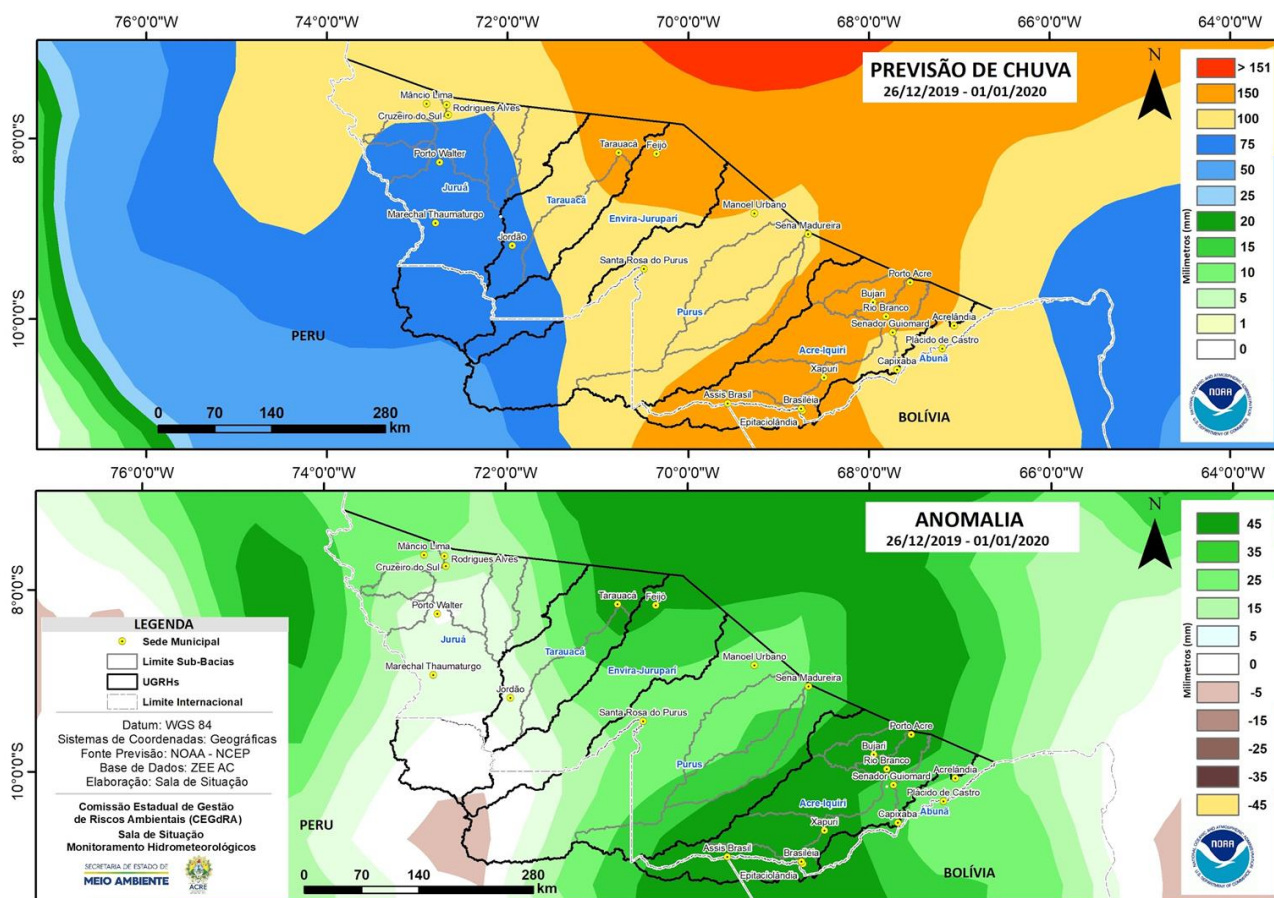 76°0'0"W 74°0'0"W 72°0'0"W 70°0'0"W 68°0'0"W 66°0'0"W 64°0'0"W
PREVISÃO DE CHUVA
26/12/2019 - 01/01/2020
N
8°0'0"S
10°0'0"S
Mâncio Lima
Rodrigues Alves
Cruzeiro do Sul
Porto Walter
Juruá
Marechal Thaumaturgo
Jordão
Tarauacá
Feijó
Tarauacá
Envira-Jurupari
Manoel Urbano
Sena Madureira
Santa Rosa do Purus
Purus
Porto Acre
Bujari
Rio Branco
Senador Guiomard
Acrelândia
Plácido de Castro
Abunã
Acre-Iquiri
Capixaba
Xapuri
Assis Brasil
Brasiléia
Epitaciolândia
PERU
BOLÍVIA
0 70 140 280
km
Milímetros (mm)
> 151
150
100
75
50
25
20
15
10
5
1
0
NOAA
76°0'0"W 74°0'0"W 72°0'0"W 70°0'0"W 68°0'0"W 66°0'0"W 64°0'0"W
ANOMALIA
26/12/2019 - 01/01/2020
N
8°0'0"S
10°0'0"S
Mâncio Lima
Rodrigues Alves
Cruzeiro do Sul
Porto Walter
Juruá
Marechal Thaumaturgo
Jordão
Tarauacá
Feijó
Tarauacá
Envira-Jurupari
Manoel Urbano
Sena Madureira
Santa Rosa do Purus
Purus
Porto Acre
Bujari
Rio Branco
Senador Guiomard
Acrelândia
Plácido de Castro
Abunã
Acre-Iquiri
Capixaba
Xapuri
Assis Brasil
Brasiléia
Epitaciolândia
PERU
BOLÍVIA
0 70 140 280
km
Milímetros (mm)
45
35
25
15
5
0
-5
-15
-25
-35
-45
NOAA
LEGENDA
Sede Municipal
Limite Sub-Bacias
UGRHs
Limite Internacional
Datum: WGS 84
Sistemas de Coordenadas: Geográficas
Fonte Previsão: NOAA - NCEP
Base de Dados: ZEE AC
Elaboração: Sala de Situação
Comissão Estadual de Gestão
de Riscos Ambientais (CEGdRA)
Sala de Situação
Monitoramento Hidrometeorológicos
SECRETARIA DE ESTADO DE
MEIO AMBIENTE
ACRE